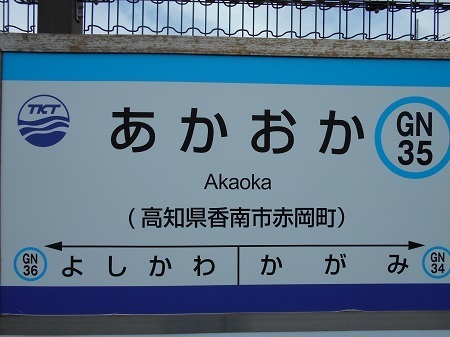 TKT
あかおか
GN
35
Akaoka
(高知県香南市赤岡町)
GN
36
よしかわ
かがみ
GN
34